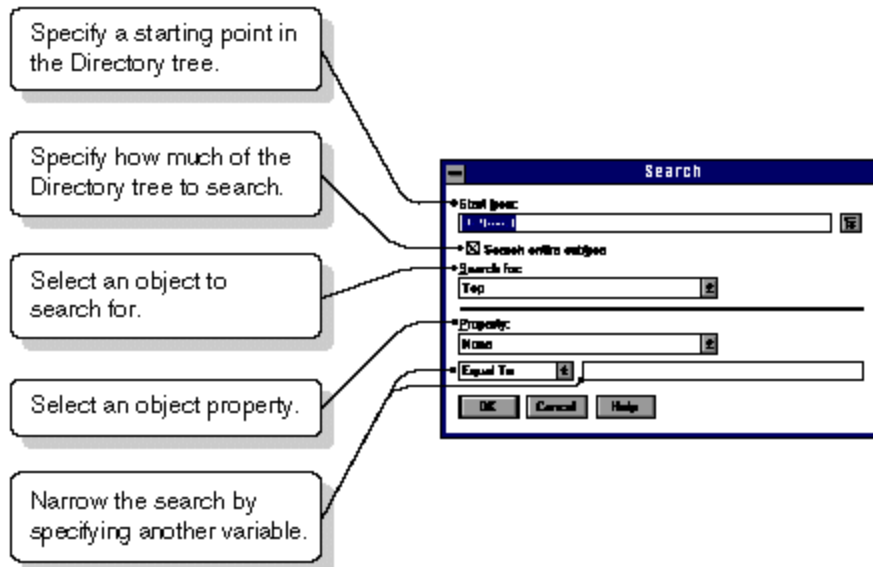 Specify a starting point in
the Directory tree.
Specify how much of the
Directory tree to search.
Select an object to
search for.
Select an object property.
Narrow the search by
specifying another variable.
Search
Start from:
Search entire subtree
Search for:
Top
Property:
None
Equal To
OK
Cancel
Help